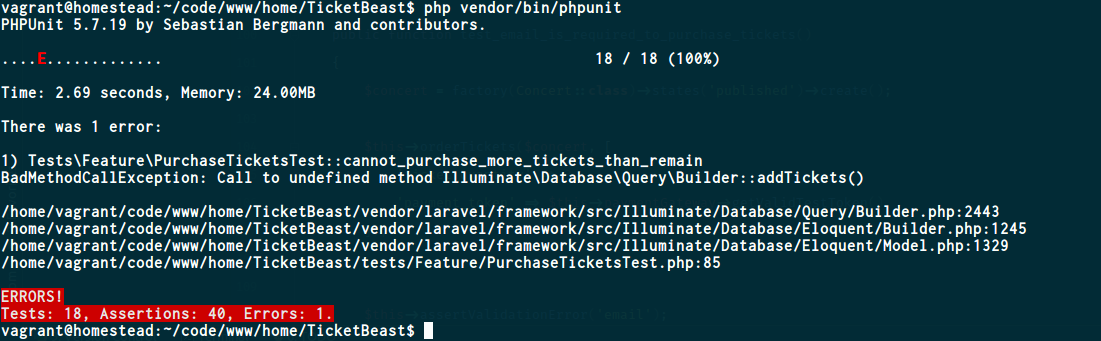 vagrant@homestead:~/code/www/home/TicketBeast$ php vendor/bin/phpunit
PHPUnit 5.7.19 by Sebastian Bergmann and contributors.
....E............. 18 / 18 (100%)
Time: 2.69 seconds, Memory: 24.00MB
There was 1 error:
1) Tests\Feature\PurchaseTicketsTest::cannot_purchase_more_tickets_than_remain
BadMethodCallException: Call to undefined method Illuminate\Database\Query\Builder::addTickets()
/home/vagrant/code/www/home/TicketBeast/vendor/laravel/framework/src/Illuminate/Database/Query/Builder.php:2443
/home/vagrant/code/www/home/TicketBeast/vendor/laravel/framework/src/Illuminate/Database/Eloquent/Builder.php:1245
/home/vagrant/code/www/home/TicketBeast/vendor/laravel/framework/src/Illuminate/Database/Eloquent/Model.php:1329
/home/vagrant/code/www/home/TicketBeast/tests/Feature/PurchaseTicketsTest.php:85
ERRORS!
Tests: 18, Assertions: 40, Errors: 1.
vagrant@homestead:~/code/www/home/TicketBeast$